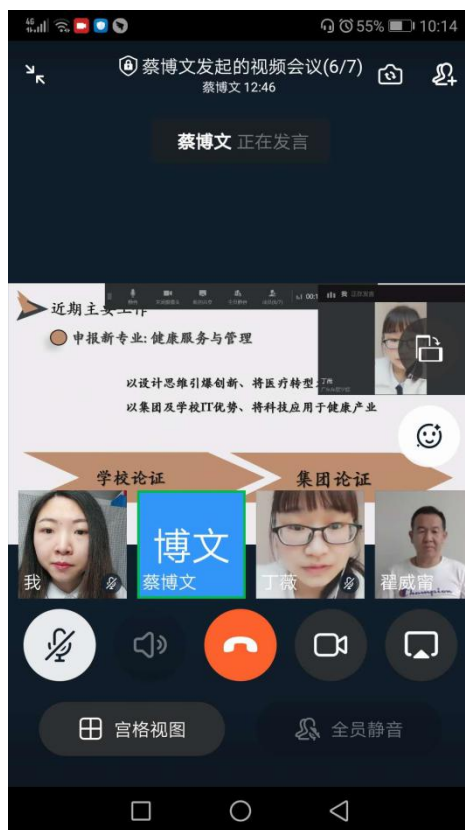 4G
55%
10:14
蔡博文发起的视频会议(6/7)
蔡博文 12:46
蔡博文 正在发言
近期主要工作
申报新专业:健康服务与管理
以设计思维引爆创新、将医疗转型
以集团及学校IT优势、将科技应用于健康产业
学校论证
集团论证
博文
我
蔡博文
丁薇
翟威甯
宫格视图
全员静音